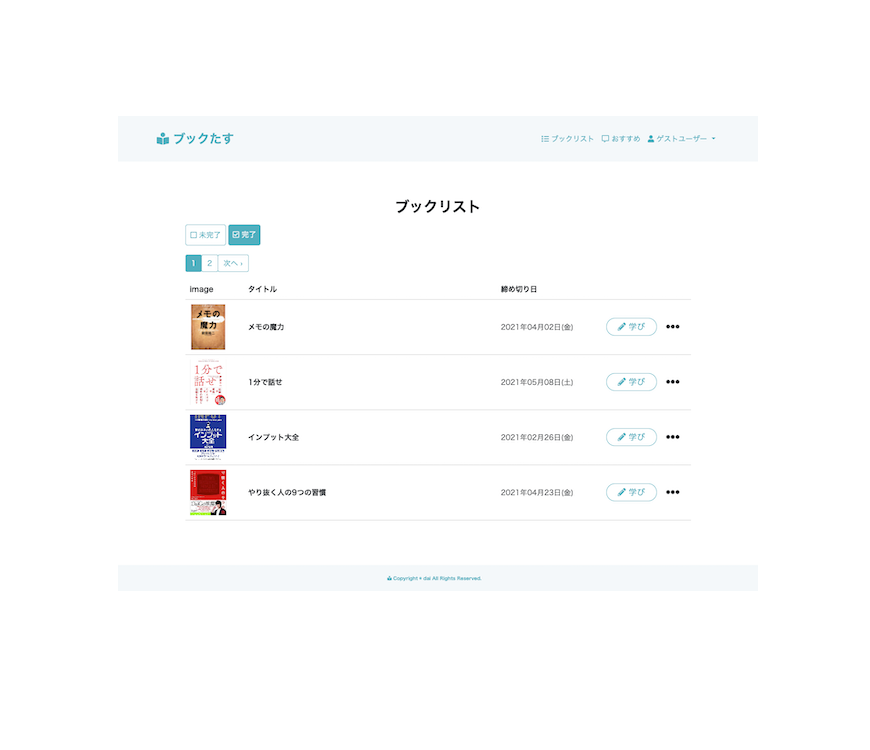 ブックたす
ブックリスト おすすめ ゲストユーザー
ブックリスト
未完了 完了
1 2 次へ ›
image タイトル 締め切り日
メモの
魔力
メモの魔力 2021年04月02日(金) 学び
1分で
話せ
1分で話せ 2021年05月08日(土) 学び
インプット
大全
インプット大全 2021年02月26日(金) 学び
やり抜く人の9つの習慣 2021年04月23日(金) 学び
Copyright • dai All Rights Reserved.